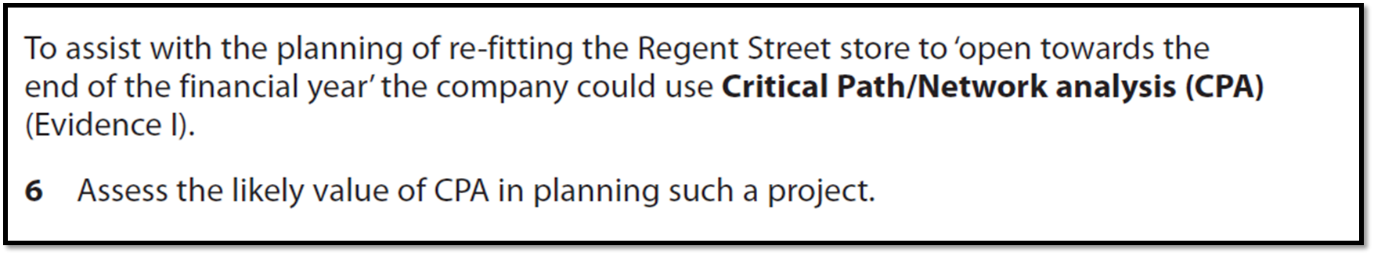 To assist with the planning of re-fitting the Regent Street store to ‘open towards the
end of the financial year’ the company could use Critical Path/Network analysis (CPA)
(Evidence I).
6 Assess the likely value of CPA in planning such a project.